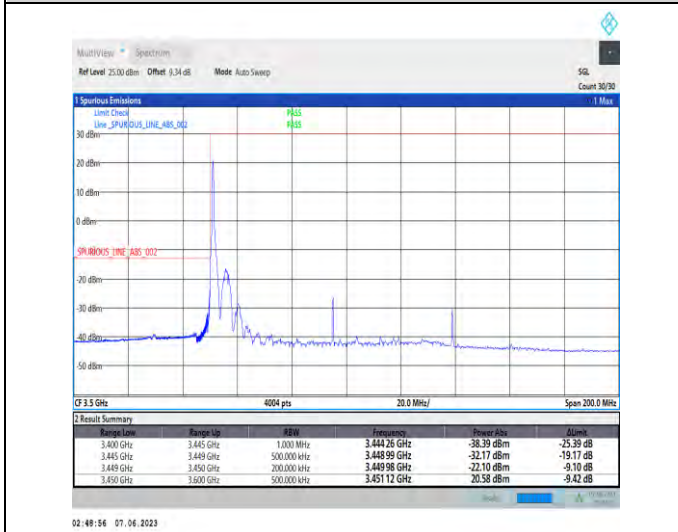 MultiView Spectrum
Ref Level 25.00 dBm Offset 9.34 dB Mode Auto Sweep SGL
Count 30/30
1 Spurious Emissions 1 Max
Limit Check PASS
Line _SPURIOUS_LINE_ABS_002 PASS
30 dBm
20 dBm
10 dBm
0 dBm
_SPURIOUS_LINE_ABS_002
-20 dBm
-30 dBm
-40 dBm
-50 dBm
CF 3.5 GHz 4004 pts 20.0 MHz/ Span 200.0 MHz
2 Result Summary
Range Low Range Up RBW Frequency Power Abs ΔLimit
3.400 GHz 3.445 GHz 1.000 MHz 3.444 26 GHz -38.39 dBm -25.39 dB
3.445 GHz 3.449 GHz 500.000 kHz 3.448 99 GHz -32.17 dBm -19.17 dB
3.449 GHz 3.450 GHz 200.000 kHz 3.449 98 GHz -22.10 dBm -9.10 dB
3.450 GHz 3.600 GHz 500.000 kHz 3.451 12 GHz 20.58 dBm -9.42 dB
02:48:56 07.06.2023